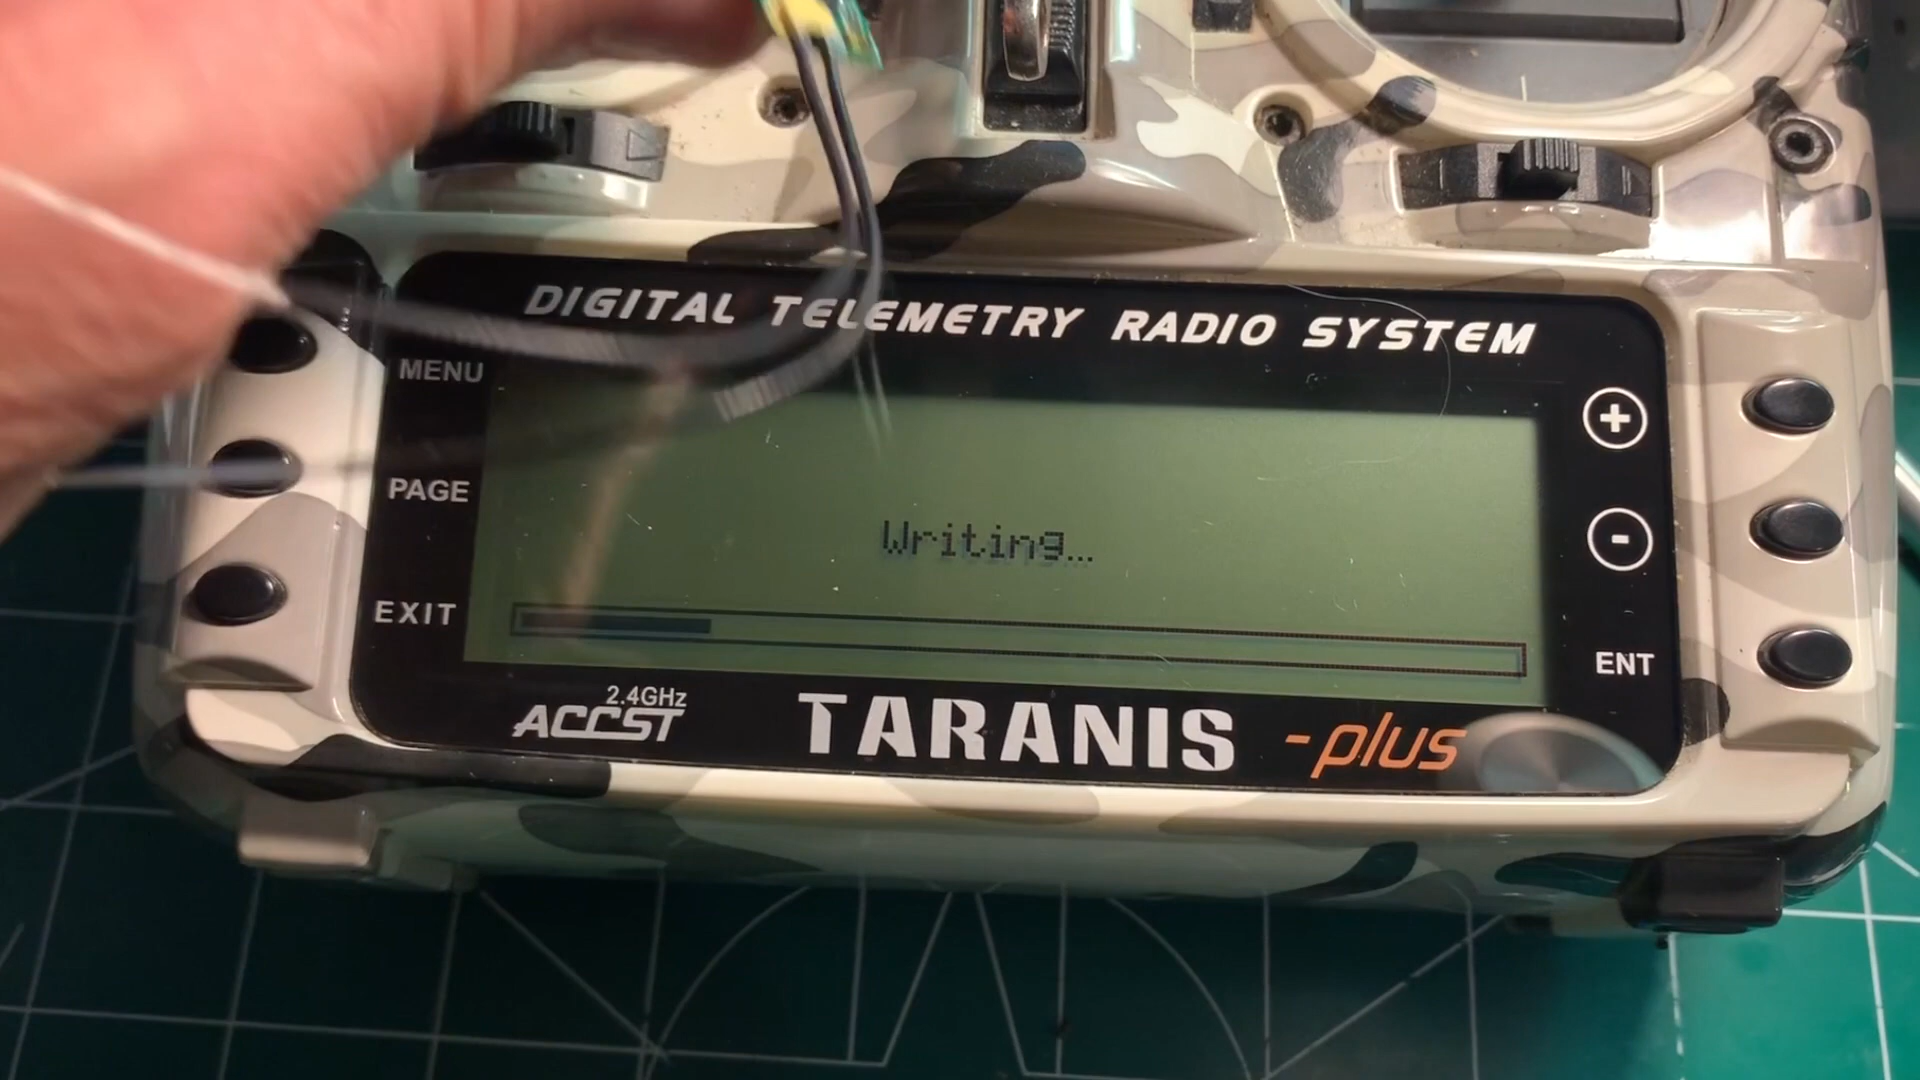 DIGITAL TELEMETRY RADIO SYSTEM
MENU
PAGE
EXIT
+
-
ENT
Writing...
2.4GHz
ACCST
TARANIS -plus